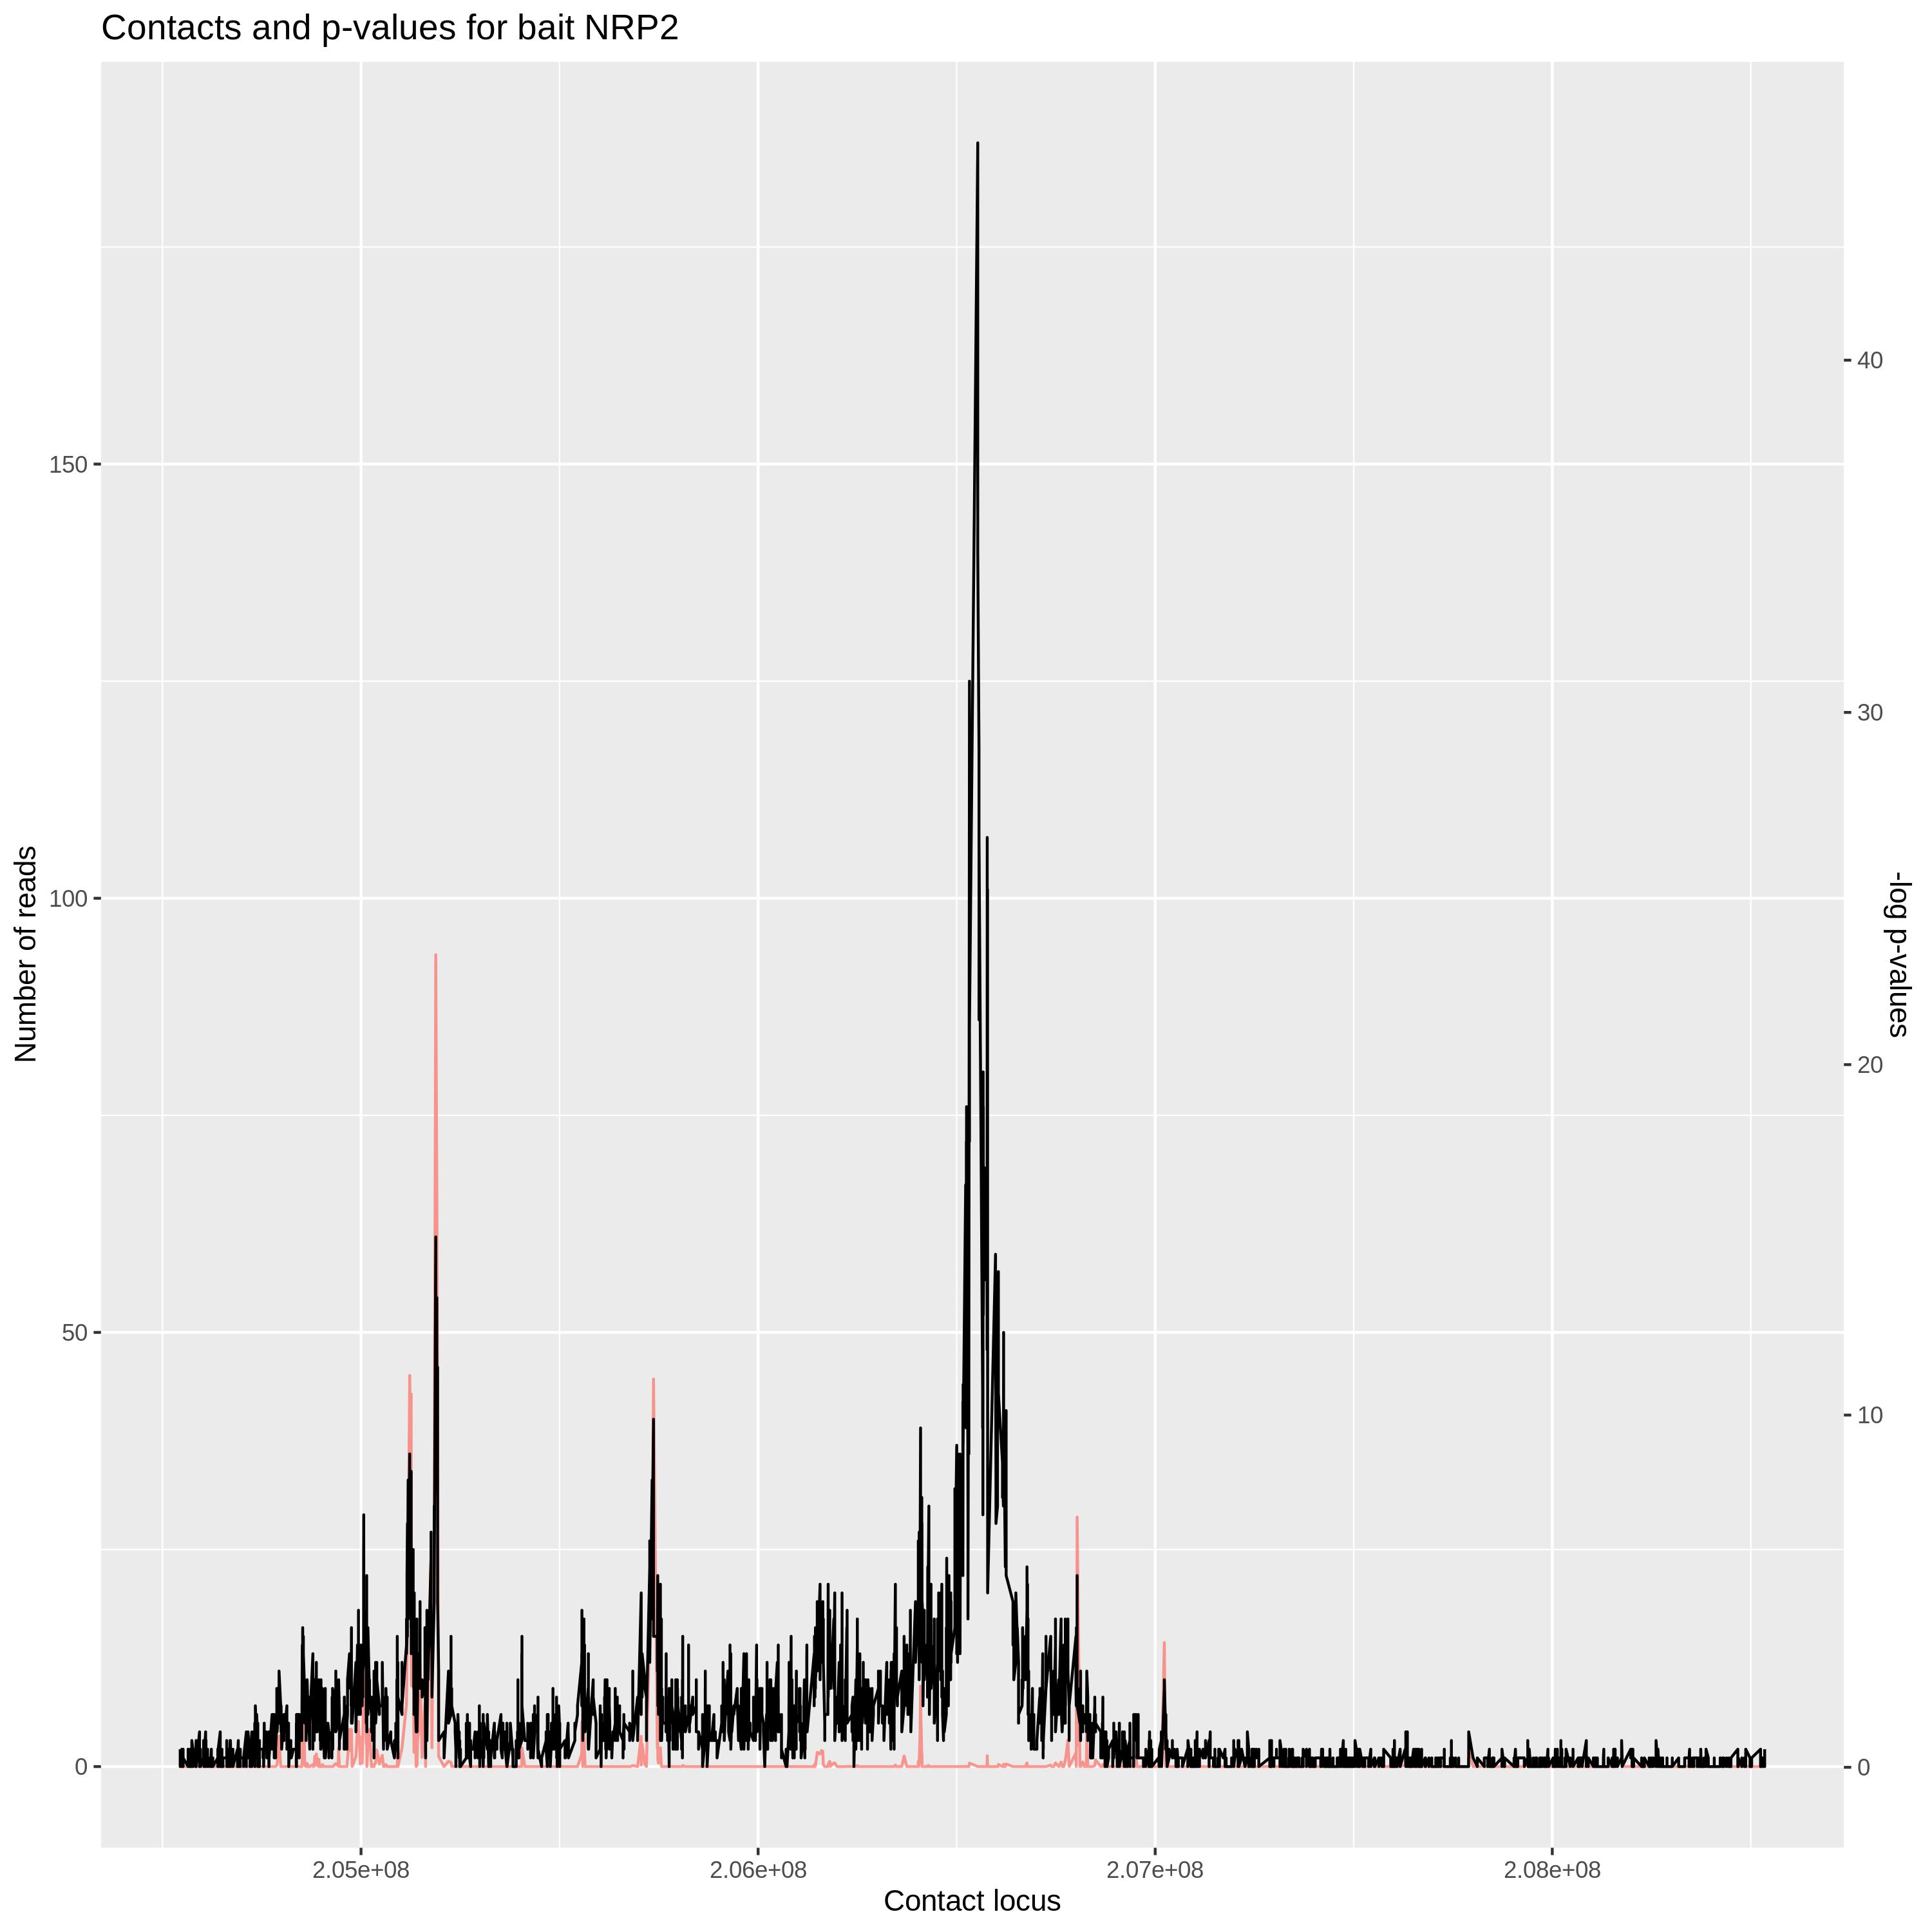 Contacts and p-values for bait NRP2
150
100
50
0
Number of reads
40
30
20
10
0
-log p-values
2.05e+08
2.06e+08
2.07e+08
2.08e+08
Contact locus